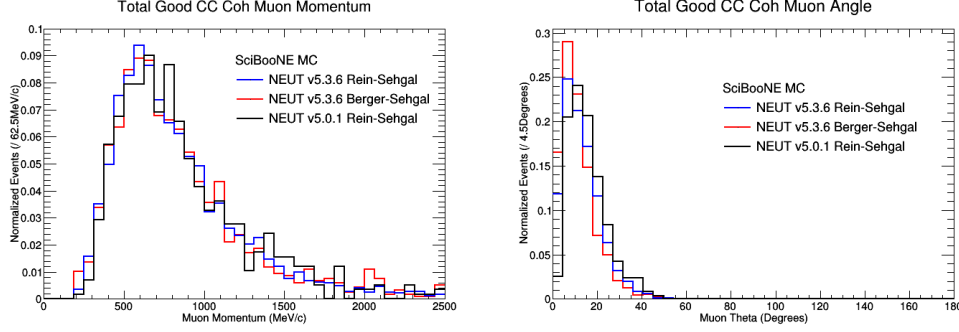 Total Good CC Coh Muon Momentum
Normalized Events(/ 62.5MeV/c)
0.1
0.09
0.08
0.07
0.06
0.05
0.04
0.03
0.02
0.01
0
SciBooNE MC
NEUT v5.3.6 Rein-Sehgal
NEUT v5.3.6 Berger-Sehgal
NEUT v5.0.1 Rein-Sehgal
0 500 1000 1500 2000 2500
Muon Momentum (MeV/c)
Total Good CC Coh Muon Angle
Normalized Events(/ 4.5Degrees)
0.3
0.25
0.2
0.15
0.1
0.05
0
SciBooNE MC
NEUT v5.3.6 Rein-Sehgal
NEUT v5.3.6 Berger-Sehgal
NEUT v5.0.1 Rein-Sehgal
0 20 40 60 80 100 120 140 160 180
Muon Theta (Degrees)